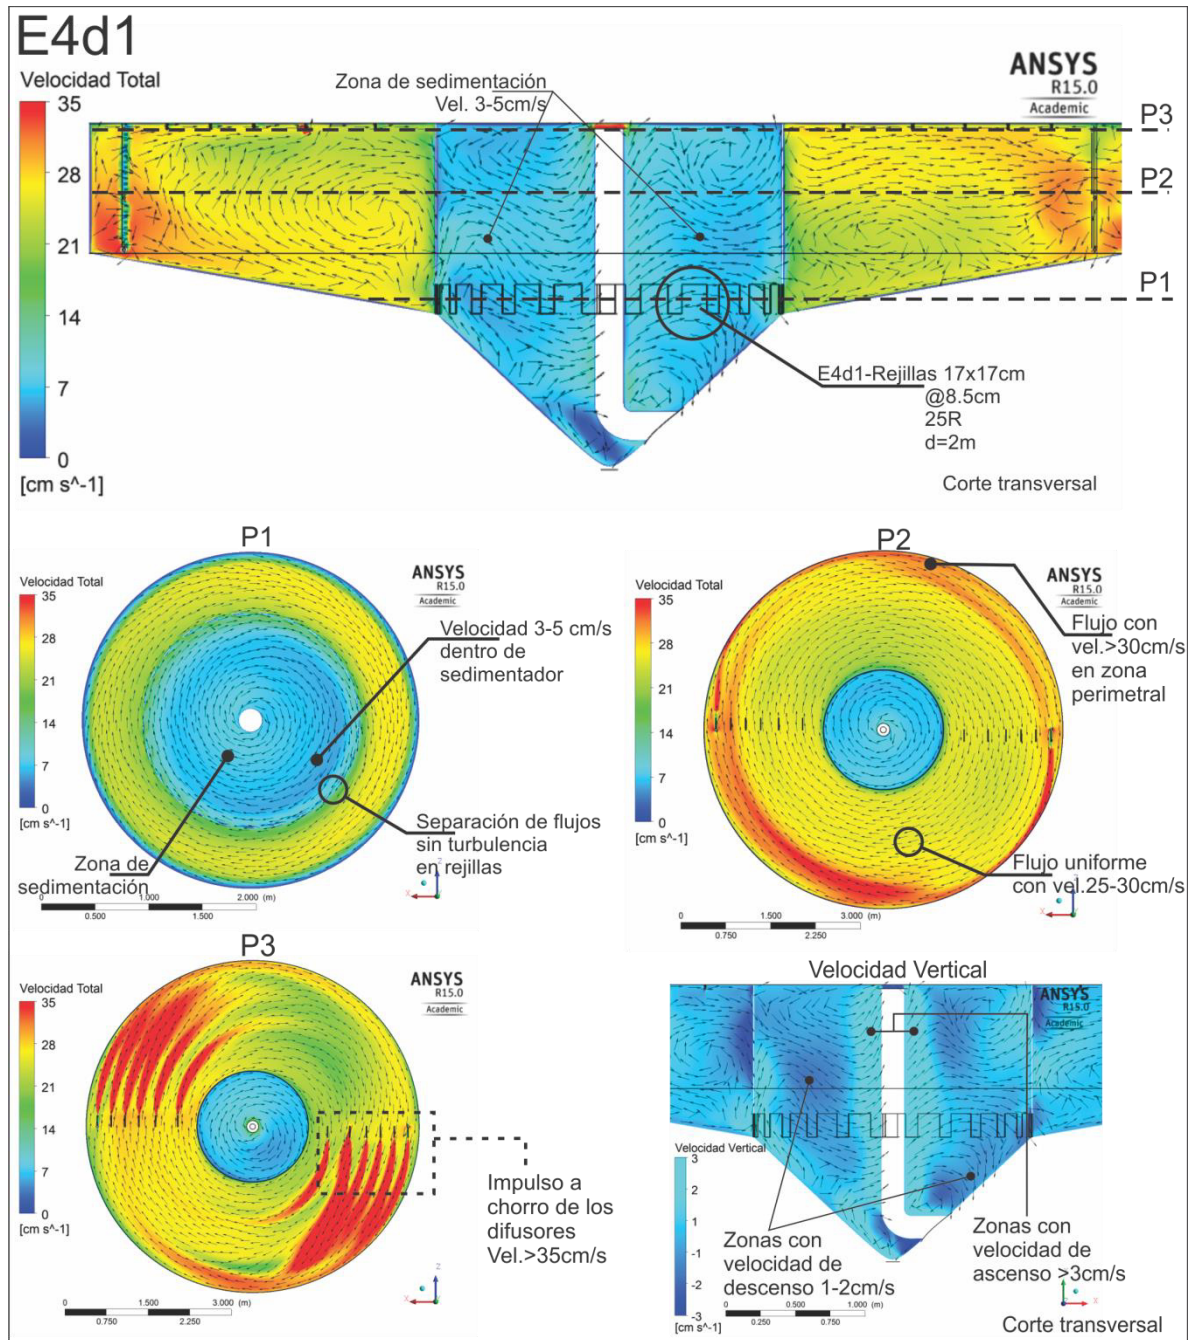 E4d1
Velocidad Total
35
28
21
14
7
0
[cm s^-1]
Zona de sedimentación
Vel. 3-5cm/s
ANSYS
R15.0
Academic
P3
P2
P1
E4d1-Rejillas 17x17cm
@8.5cm
25R
d=2m
Corte transversal
P1
Velocidad Total
35
28
21
14
7
0
[cm s^-1]
ANSYS
R15.0
Academic
Velocidad 3-5 cm/s
dentro de
sedimentador
Separación de flujos
sin turbulencia
en rejillas
Zona de
sedimentación
0 1.000 2.000 (m)
0.500 1.500
X Z
P2
Velocidad Total
35
28
21
14
7
0
[cm s^-1]
ANSYS
R15.0
Academic
Flujo con
vel.>30cm/s
en zona
perimetral
Flujo uniforme
con vel.25-30cm/s
0 1.500 3.000 (m)
0.750 2.250
X Z
P3
Velocidad Total
35
28
21
14
7
0
[cm s^-1]
ANSYS
R15.0
Academic
Impulso a
chorro de los
difusores
Vel.>35cm/s
0 1.500 3.000 (m)
0.750 2.250
X Z
Velocidad Vertical
ANSYS
R15.0
Academic
Velocidad Vertical
3
2
1
-1
-2
-3
[cm s^-1]
Zonas con
velocidad de
descenso 1-2cm/s
Zonas con
velocidad de
ascenso >3cm/s
0 0.500 1.000 (m)
0.250 0.750
X
Corte transversal